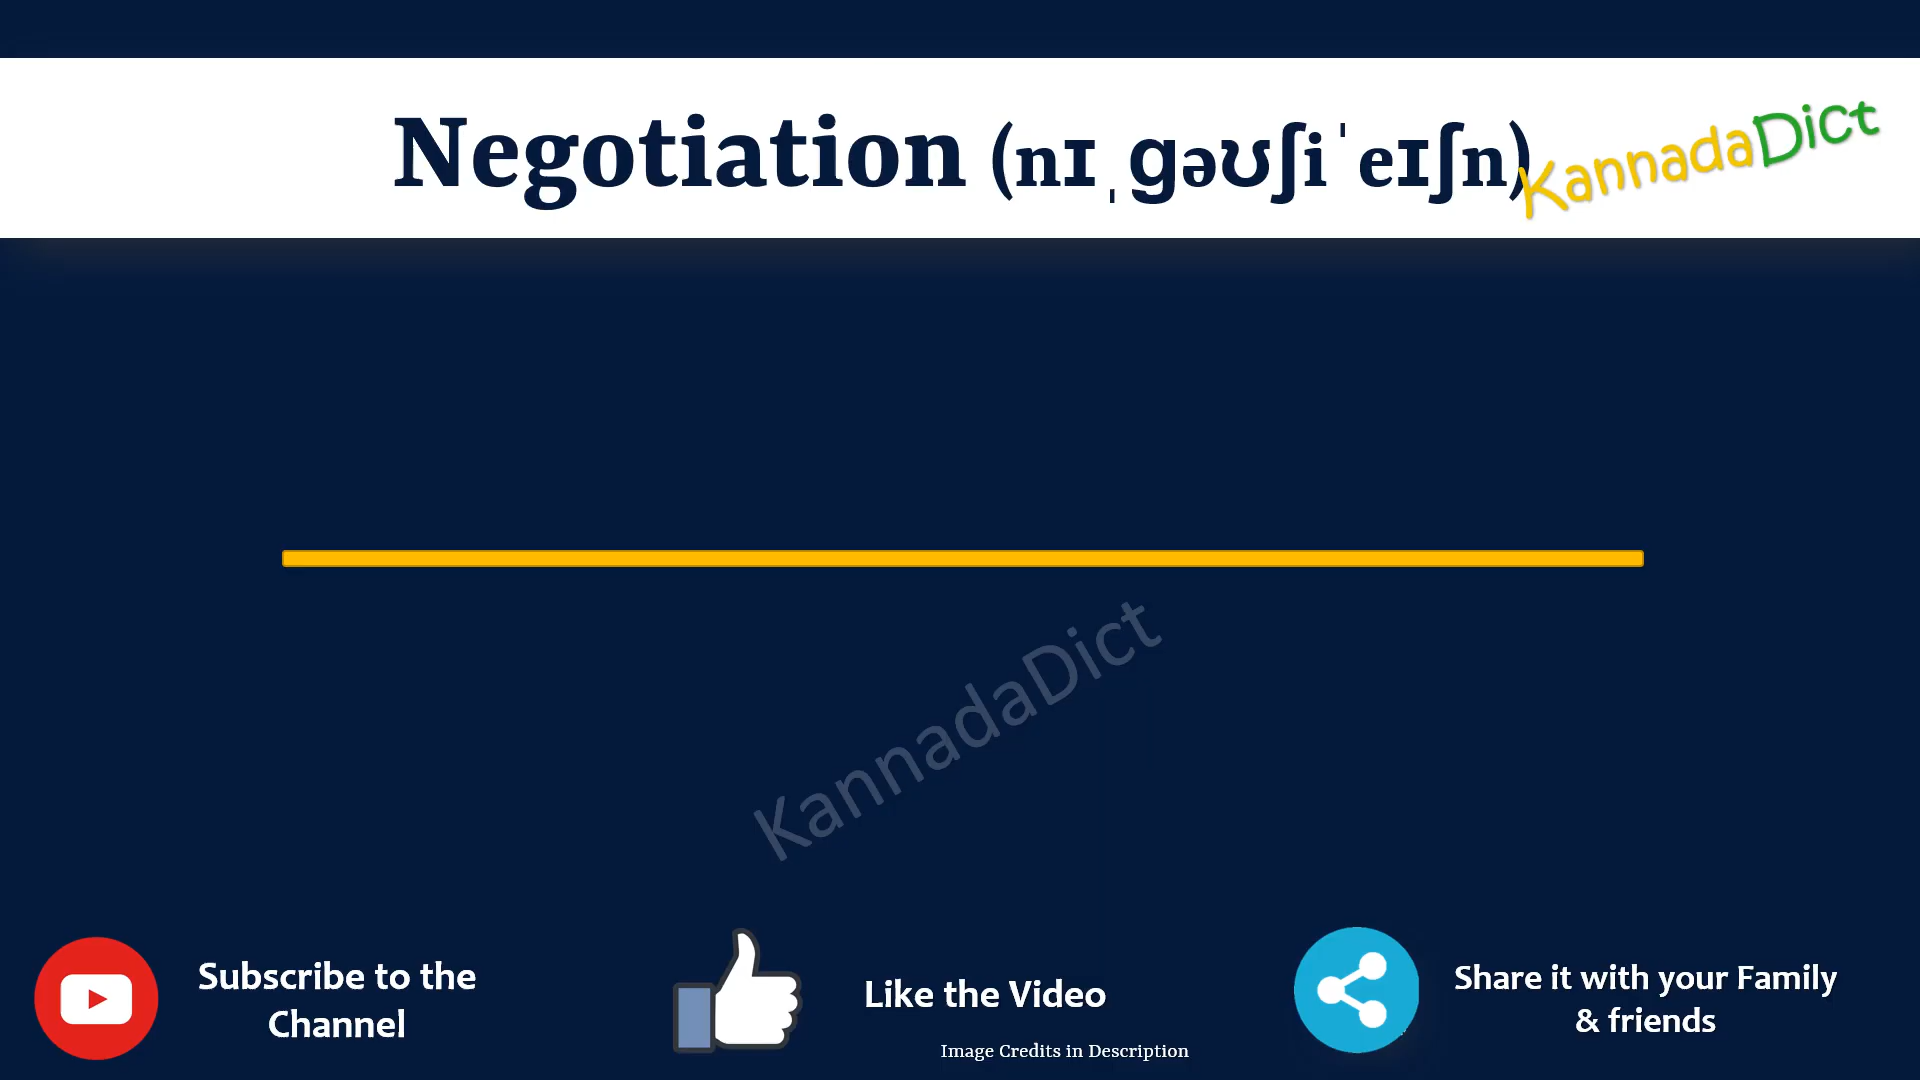 Negotiation (nɪˌɡəʊʃiˈeɪʃn)
KannadaDict
KannadaDict
Subscribe to the
Channel
Like the Video
Share it with your Family
& friends
Image Credits in Description